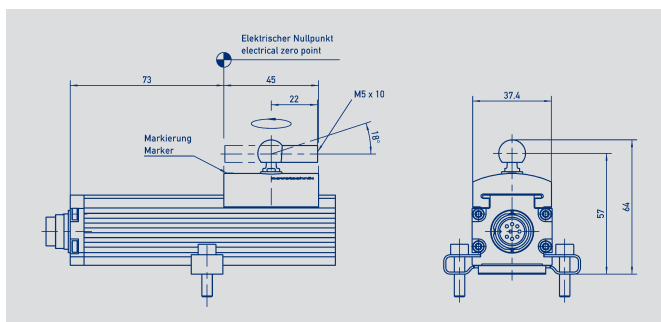 Elektrischer Nullpunkt
electrical zero point
73
45
22
M5 x 10
18°
Markierung
Marker
37.4
57
64